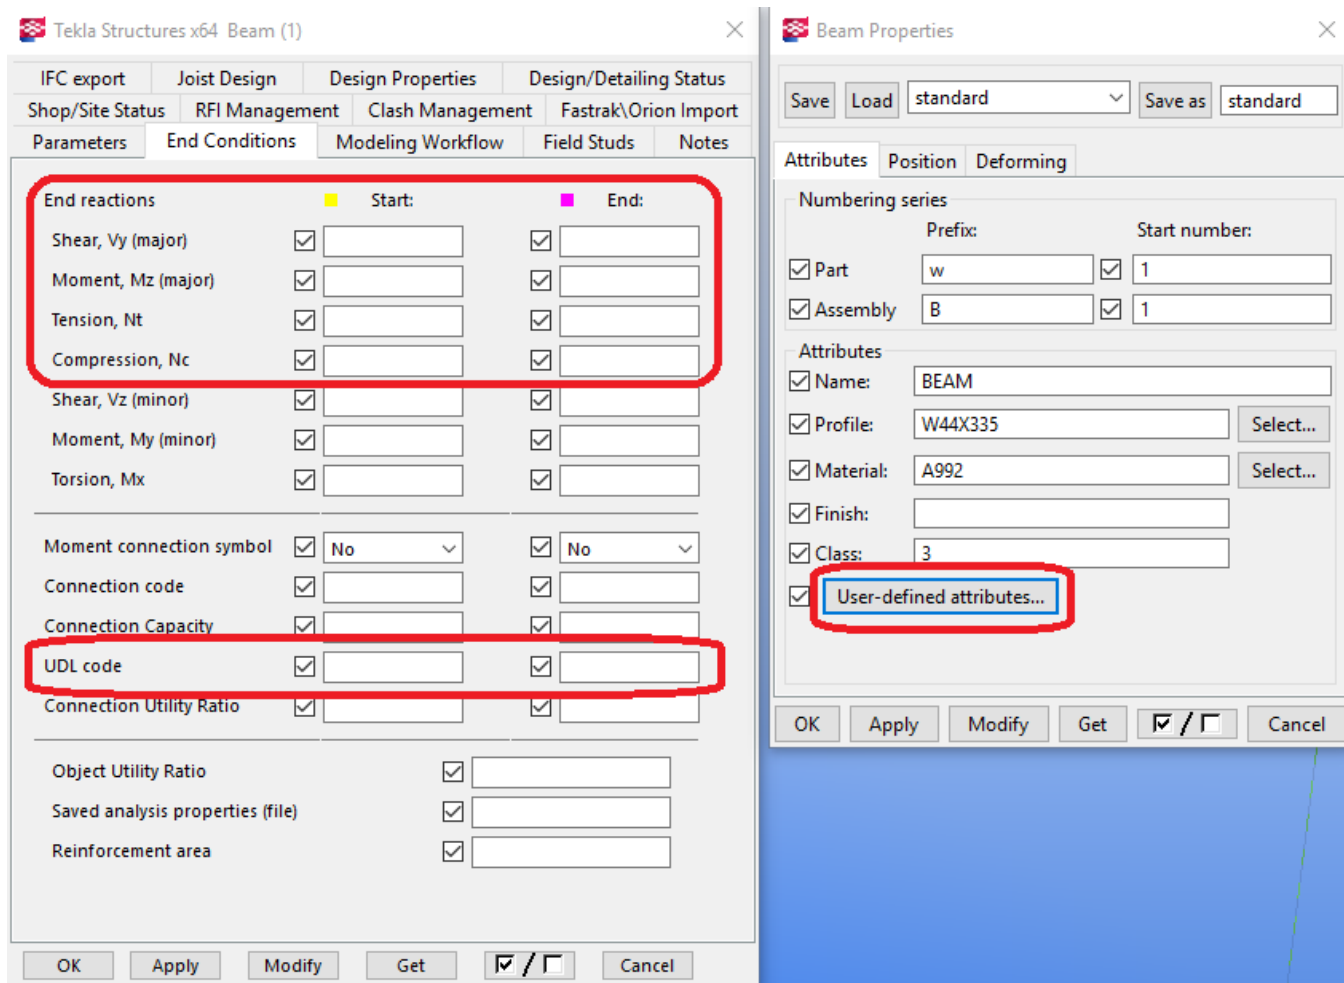 Tekla Structures x64 Beam (1)
IFC export Joist Design Design Properties Design/Detailing Status
Shop/Site Status RFI Management Clash Management Fastrak\Orion Import
Parameters End Conditions Modeling Workflow Field Studs Notes
End reactions Start: End:
Shear, Vy (major)
Moment, Mz (major)
Tension, Nt
Compression, Nc
Shear, Vz (minor)
Moment, My (minor)
Torsion, Mx
Moment connection symbol No No
Connection code
Connection Capacity
UDL code
Connection Utility Ratio
Object Utility Ratio
Saved analysis properties (file)
Reinforcement area
OK Apply Modify Get / Cancel
Beam Properties
Save Load standard Save as standard
Attributes Position Deforming
Numbering series
Prefix: Start number:
Part w 1
Assembly B 1
Attributes
Name: BEAM
Profile: W44X335 Select...
Material: A992 Select...
Finish:
Class: 3
User-defined attributes...
OK Apply Modify Get / Cancel